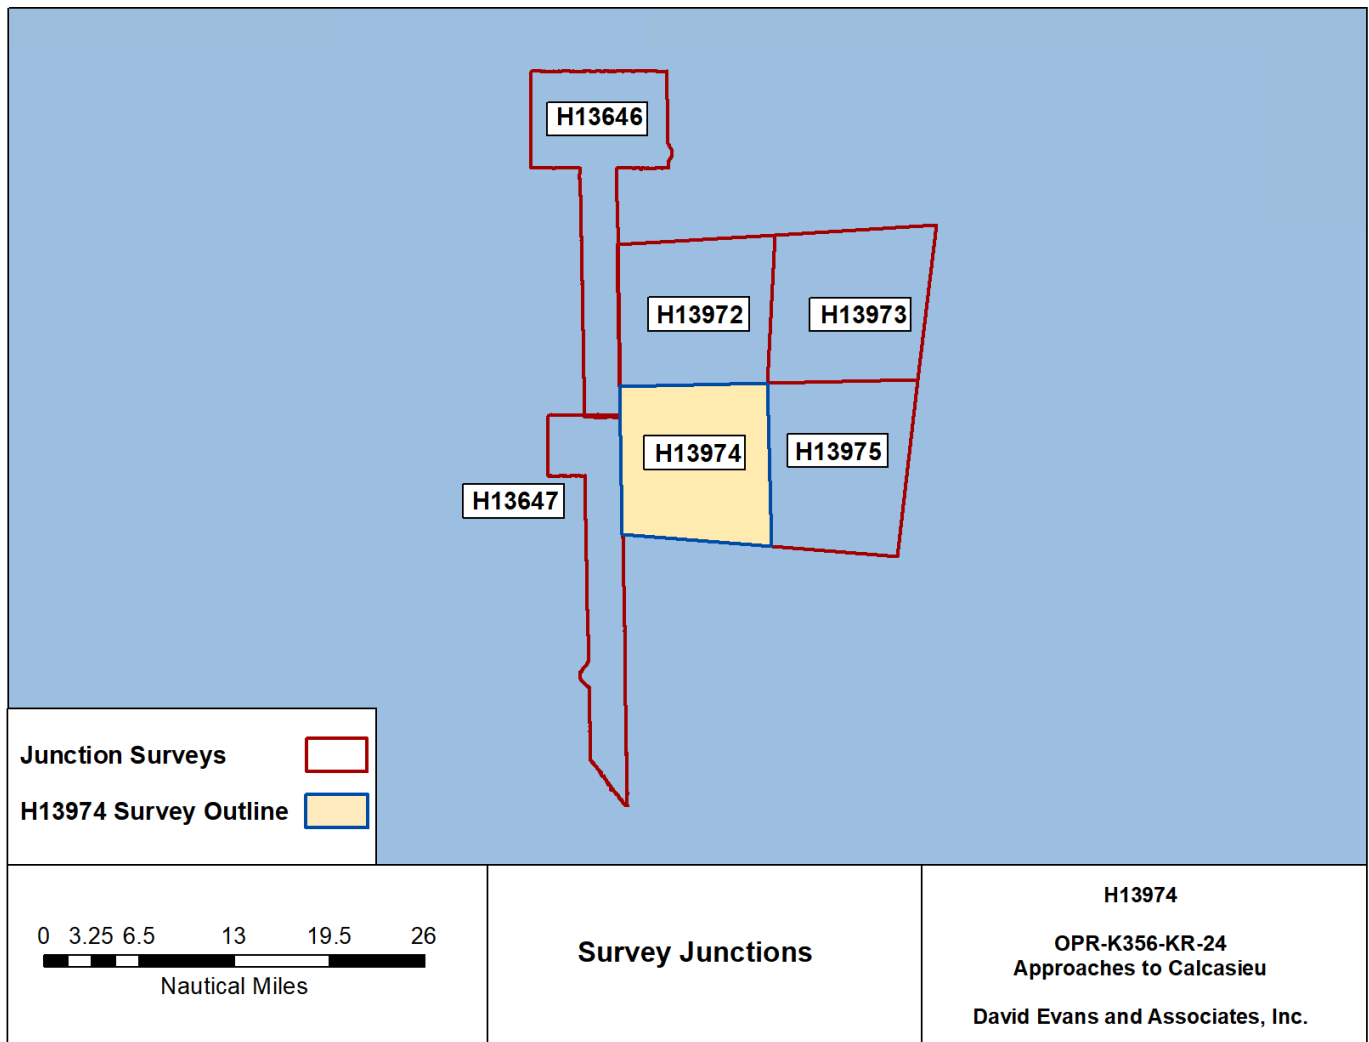 H13646
H13972
H13973
H13974
H13975
H13647
Junction Surveys
H13974 Survey Outline
0 3.25 6.5 13 19.5 26
Nautical Miles
Survey Junctions
H13974
OPR-K356-KR-24
Approaches to Calcasieu
David Evans and Associates, Inc.